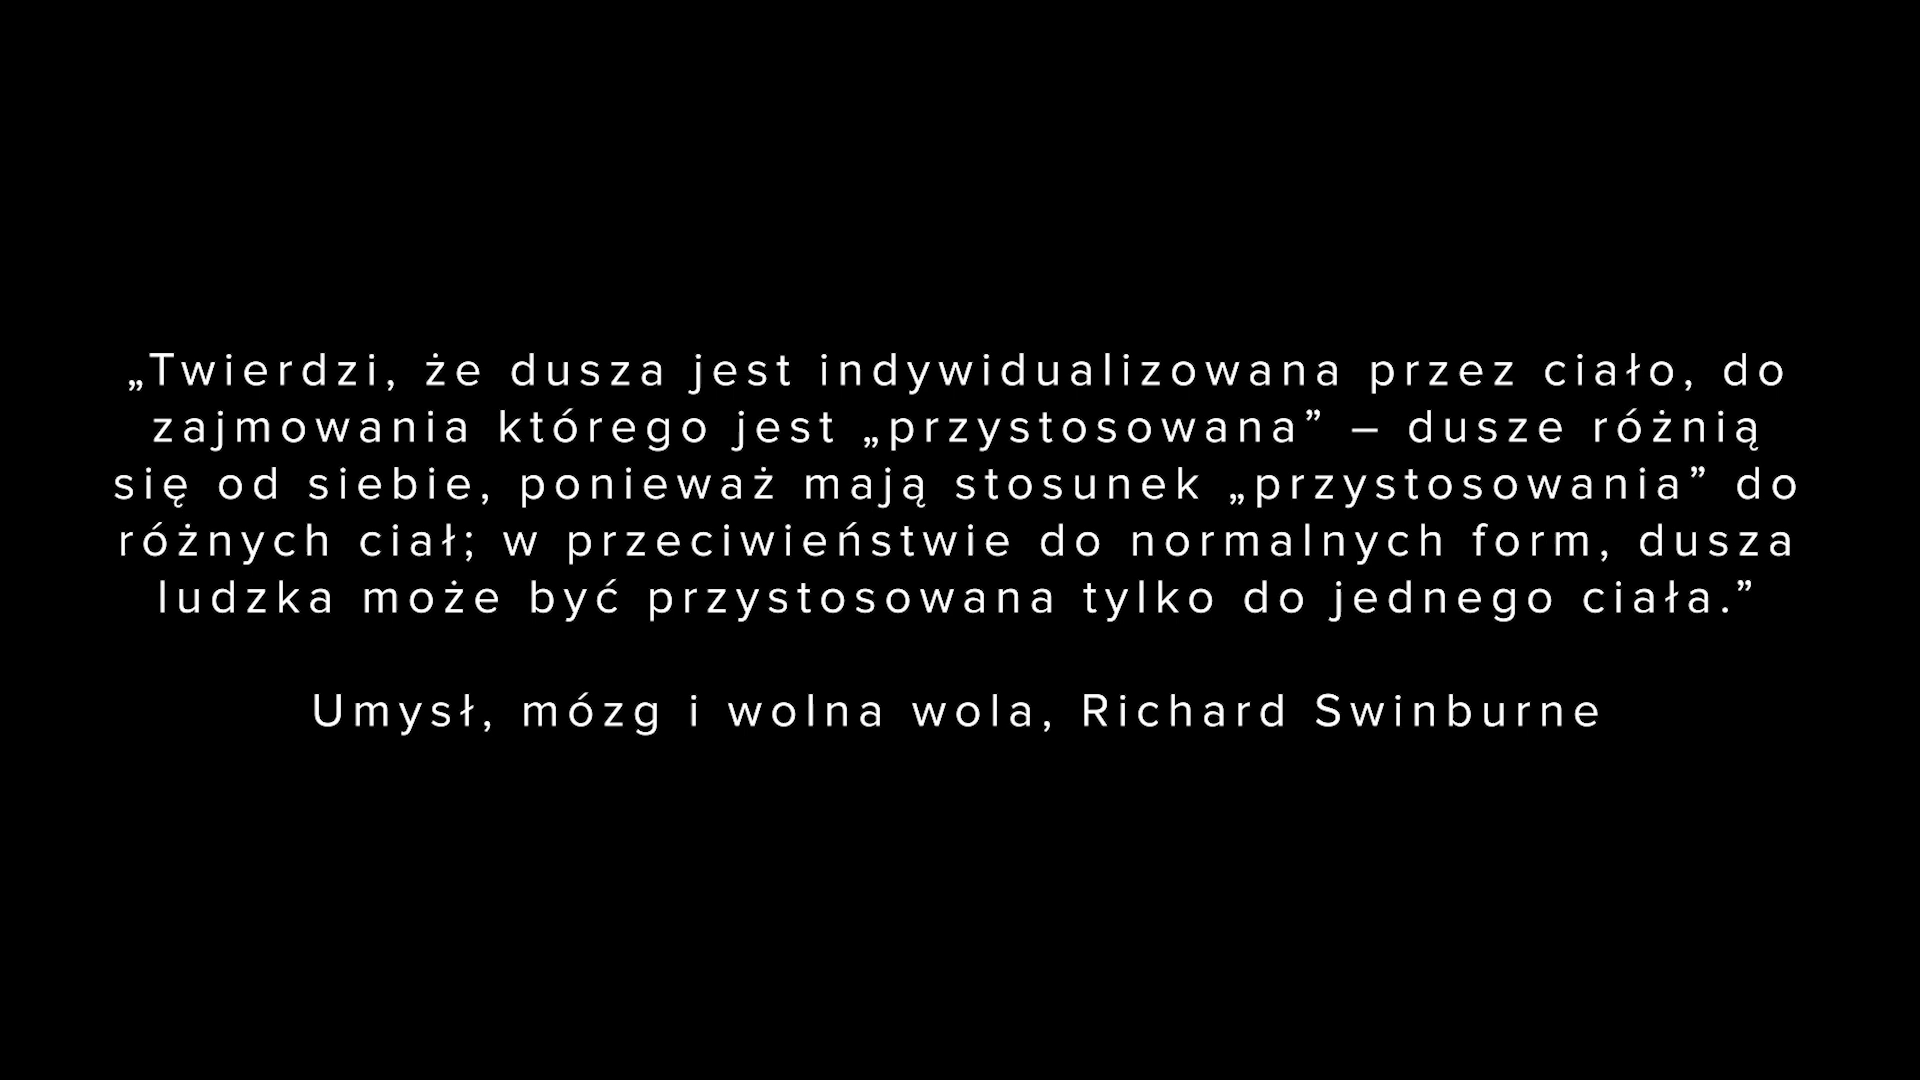 „Twierdzi, że dusza jest indywidualizowana przez ciało, do
zajmowania którego jest „przystosowana” – dusze różnią
się od siebie, ponieważ mają stosunek „przystosowania” do
różnych ciał; w przeciwieństwie do normalnych form, dusza
ludzka może być przystosowana tylko do jednego ciała.”
Umysł, mózg i wolna wola, Richard Swinburne